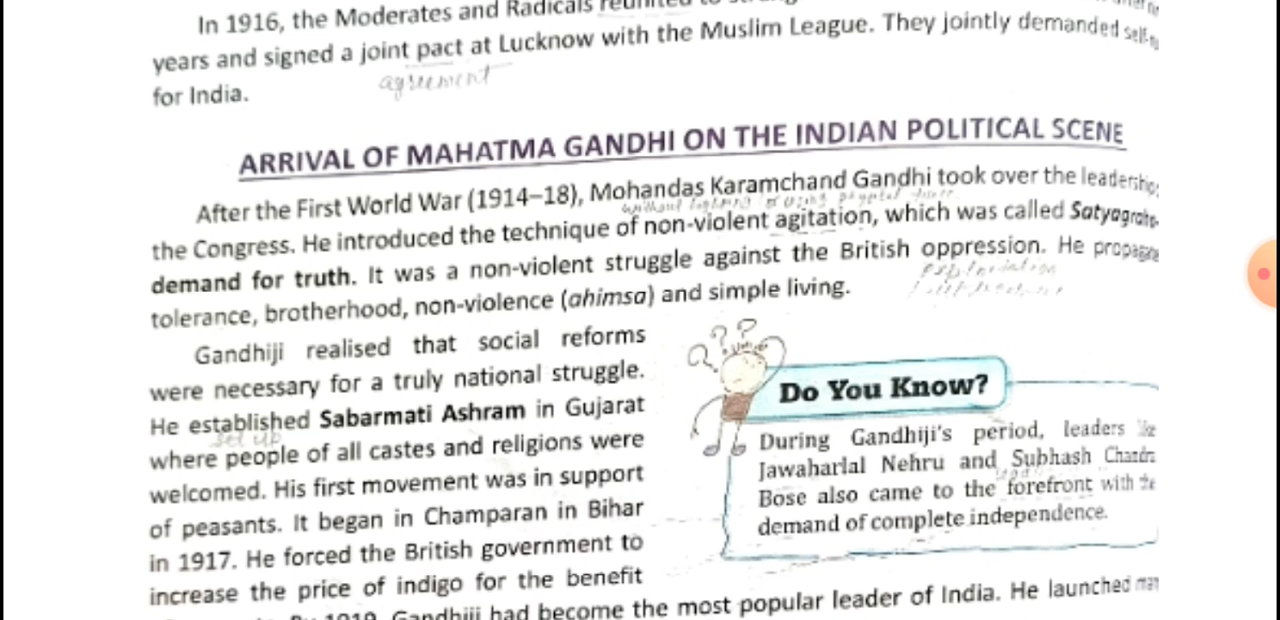 In 1916, the Moderates and Radicals reunited
years and signed a joint pact at Lucknow with the Muslim League. They jointly demanded
agreement
for India.
ARRIVAL OF MAHATMA GANDHI ON THE INDIAN POLITICAL SCENE
After the First World War (1914–18), Mohandas Karamchand Gandhi took over the
without fighting
the Congress. He introduced the technique of non-violent agitation, which was called
demand for truth. It was a non-violent struggle against the British oppression. He
tolerance, brotherhood, non-violence (ahimsa) and simple living.
Gandhiji realised that social reforms
were necessary for a truly national struggle.
He established Sabarmati Ashram in Gujarat
set up
where people of all castes and religions were
welcomed. His first movement was in support
of peasants. It began in Champaran in Bihar
in 1917. He forced the British government to
increase the price of indigo for the benefit
???
Do You Know?
During Gandhiji's period, leaders
Jawaharlal Nehru and Subhash
Bose also came to the forefront with
demand of complete independence.
Gandhiji had become the most popular leader of India. He launched